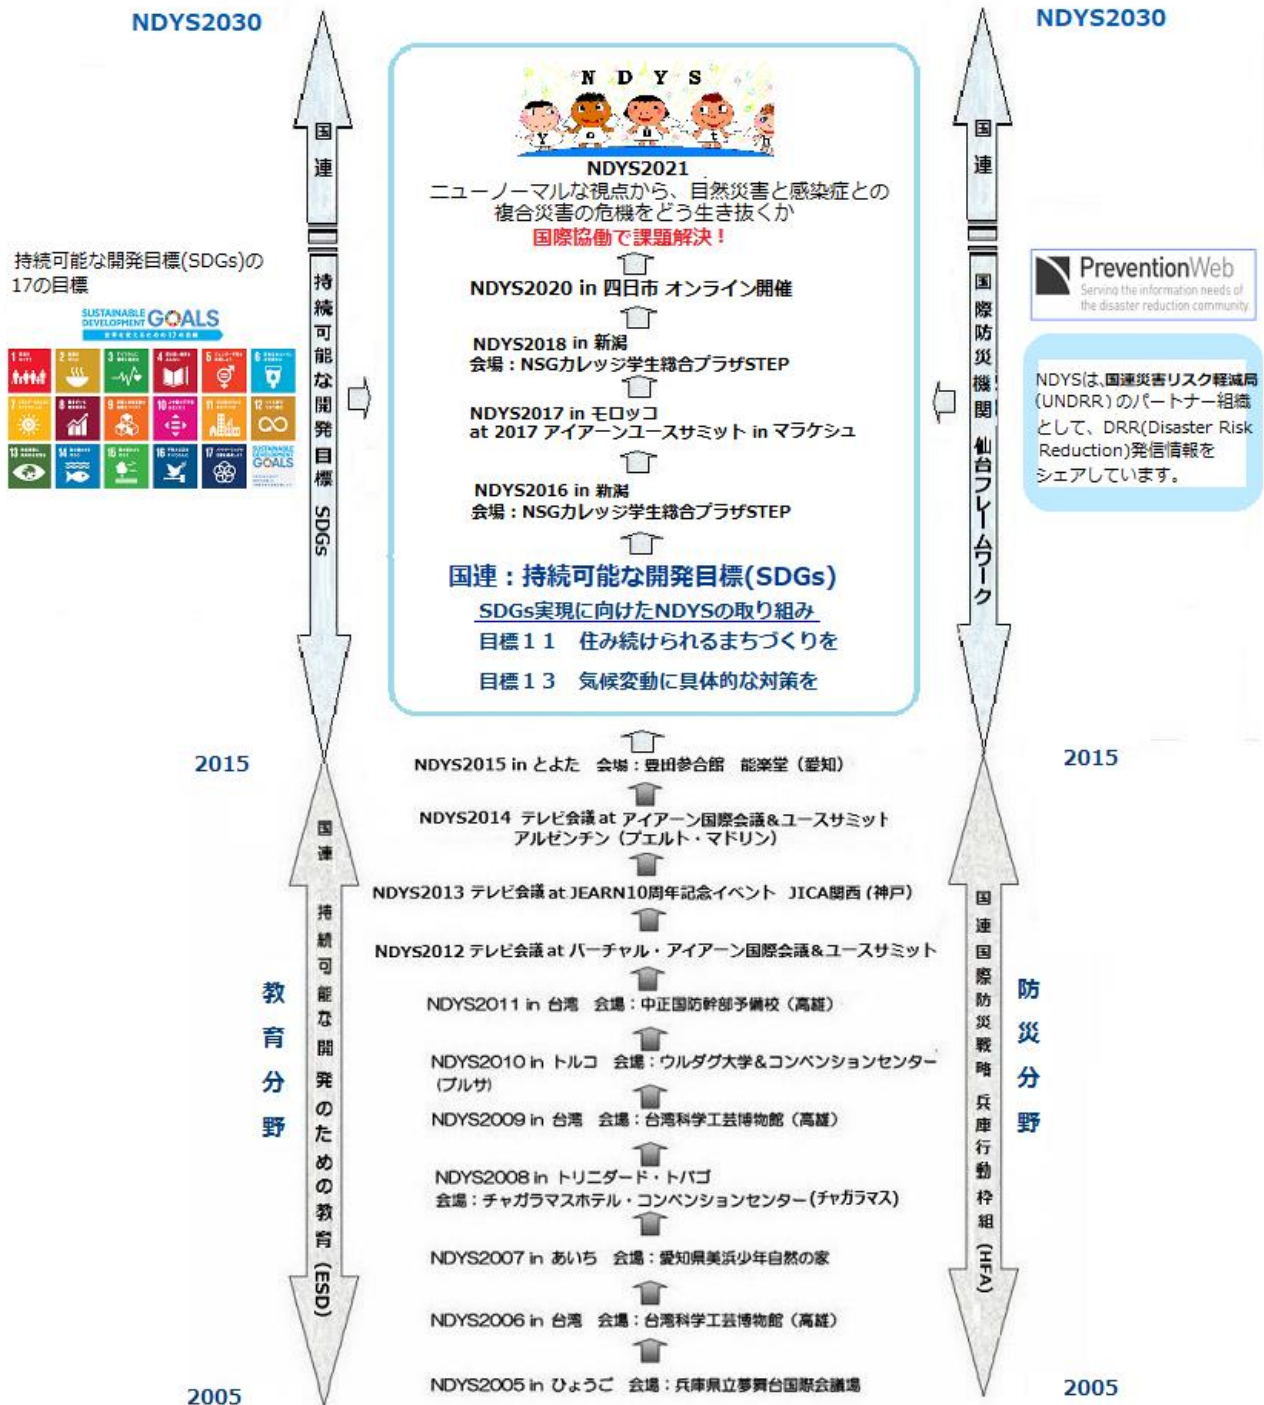 NDYS2030
NDYS2030
国連
持続可能な開発目標 SDGs
国連
国際防災機関 仙台フレームワーク
持続可能な開発目標(SDGs)の
17の目標
SUSTAINABLE
DEVELOPMENT GOALS
1
2
3
4
5
6
7
8
9
10
11
12
13
14
15
16
17
SUSTAINABLE
DEVELOPMENT
GOALS
N D Y S
Y o u t h
NDYS2021
ニューノーマルな視点から、自然災害と感染症との
複合災害の危機をどう生き抜くか
国際協働で課題解決！
NDYS2020 in 四日市 オンライン開催
NDYS2018 in 新潟
会場：NSGカレッジ学生総合プラザSTEP
NDYS2017 in モロッコ
at 2017 アイアーンユースサミット in マラケシュ
NDYS2016 in 新潟
会場：NSGカレッジ学生総合プラザSTEP
国連：持続可能な開発目標(SDGs)
SDGs実現に向けたNDYSの取り組み
目標１１　住み続けられるまちづくりを
目標１３　気候変動に具体的な対策を
PreventionWeb
Serving the information needs of
the disaster reduction community
NDYSは、国連災害リスク軽減局
(UNDRR) のパートナー組織
として、DRR(Disaster Risk
Reduction)発信情報を
シェアしています。
2015
2015
NDYS2015 in とよた　会場：豊田参合館　能楽堂（愛知）
NDYS2014 テレビ会議 at アイアーン国際会議&ユースサミット
アルゼンチン（プエルト・マドリン）
NDYS2013 テレビ会議 at JEARN10周年記念イベント JICA関西 (神戸）
NDYS2012 テレビ会議 at バーチャル・アイアーン国際会議&ユースサミット
NDYS2011 in 台湾　会場：中正国防幹部予備校（高雄）
NDYS2010 in トルコ　会場：ウルダグ大学&コンベンションセンター
(ブルサ)
NDYS2009 in 台湾　会場：台湾科学工芸博物館（高雄）
NDYS2008 in トリニダード・トバゴ
会場：チャガラマスホテル・コンベンションセンター(チャガラマス)
NDYS2007 in あいち　会場：愛知県美浜少年自然の家
NDYS2006 in 台湾　会場：台湾科学工芸博物館（高雄）
NDYS2005 in ひょうご　会場：兵庫県立夢舞台国際会議場
教育分野
国連 持続可能な開発のための教育 (ESD)
国連国際防災戦略 兵庫行動枠組 (HFA)
防災分野
2005
2005